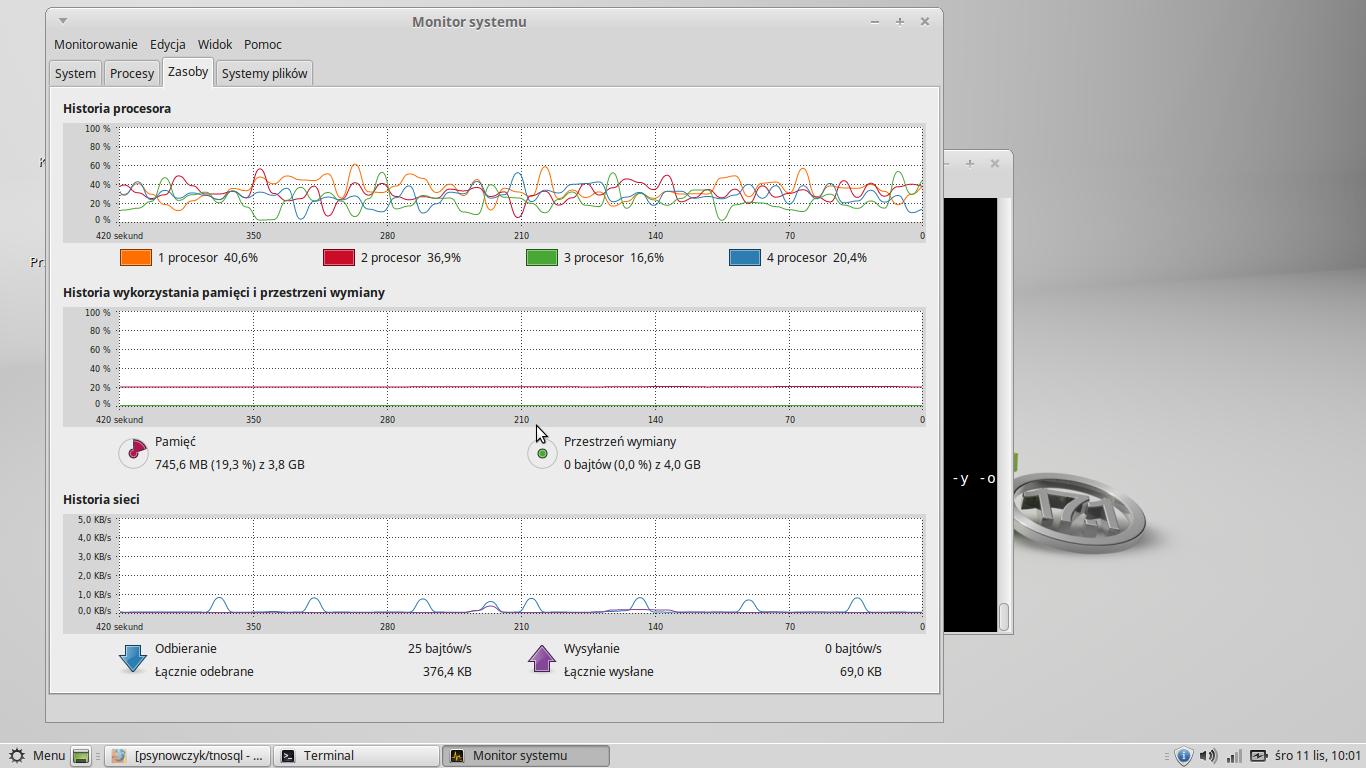 Monitor systemu
Monitorowanie Edycja Widok Pomoc
System Procesy Zasoby Systemy plików
Historia procesora
100 %
80 %
60 %
40 %
20 %
0 %
420 sekund 350 280 210 140 70 0
1 procesor 40,6% 2 procesor 36,9% 3 procesor 16,6% 4 procesor 20,4%
Historia wykorzystania pamięci i przestrzeni wymiany
100 %
80 %
60 %
40 %
20 %
0 %
420 sekund 350 280 210 140 70 0
Pamięć Przestrzeń wymiany
745,6 MB (19,3 %) z 3,8 GB 0 bajtów (0,0 %) z 4,0 GB
-y -o
17.1
Historia sieci
5,0 KB/s
4,0 KB/s
3,0 KB/s
2,0 KB/s
1,0 KB/s
0,0 KB/s
420 sekund 350 280 210 140 70 0
Odbieranie 25 bajtów/s Wysyłanie 0 bajtów/s
Łącznie odebrane 376,4 KB Łącznie wysłane 69,0 KB
Menu [psynowczyk/tnosql - ... Terminal Monitor systemu śro 11 lis, 10:01